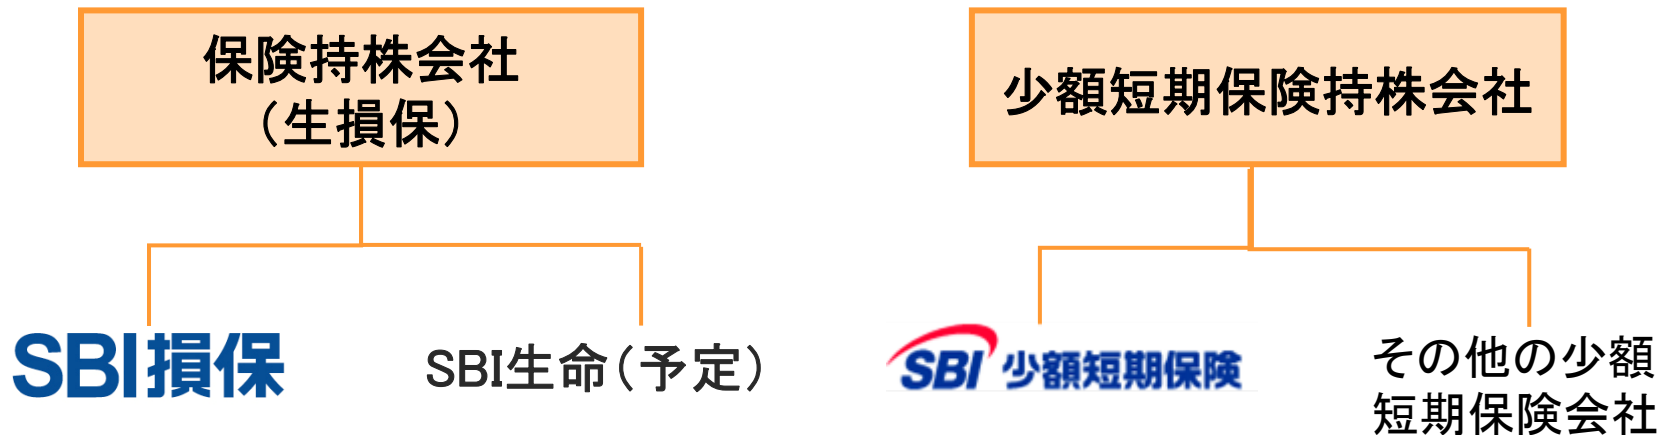 保険持株会社
（生損保）
少額短期保険持株会社
SBI損保
SBI生命（予定）
SBI 少額短期保険
その他の少額
短期保険会社